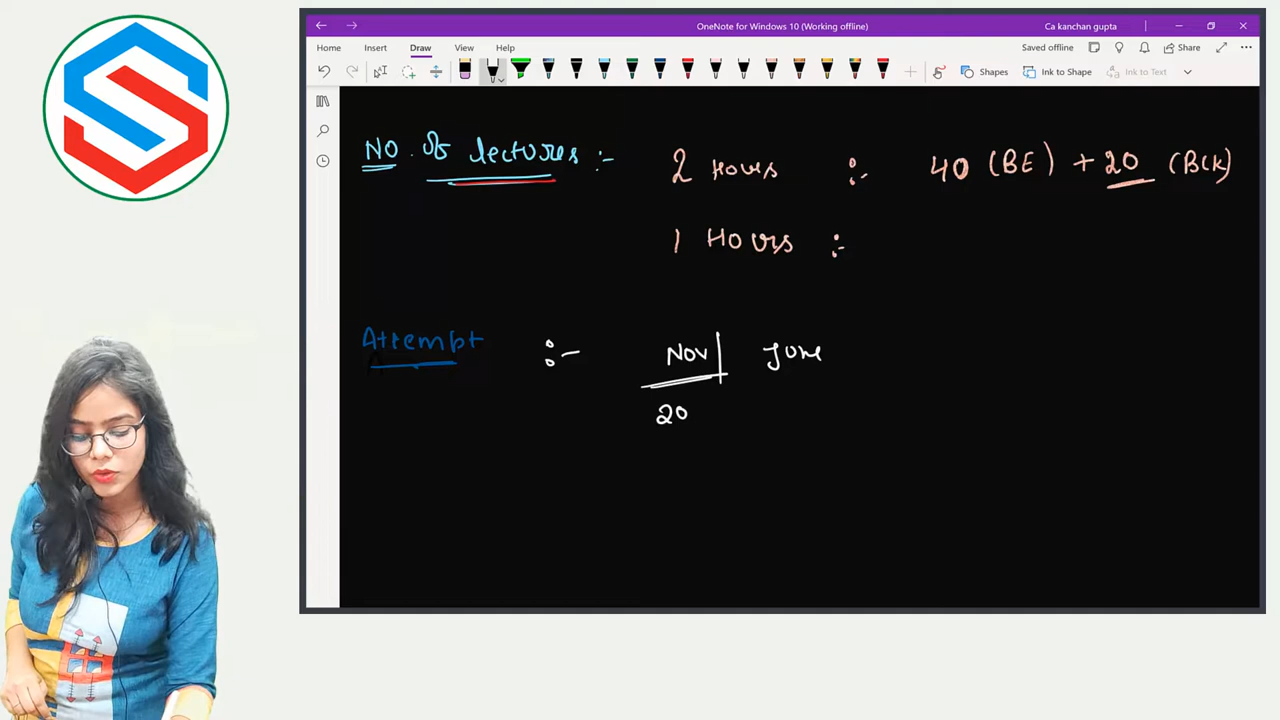 OneNote for Windows 10 (Working offline)
Ca kanchan gupta
Home Insert Draw View Help
Saved offline
Share
Shapes
Ink to Shape
Ink to Text
NO. Of lectures :- 2 Hours :- 40 (BE) + 20 (BCK)
1 Hours :-
Attempt :- Nov June
20